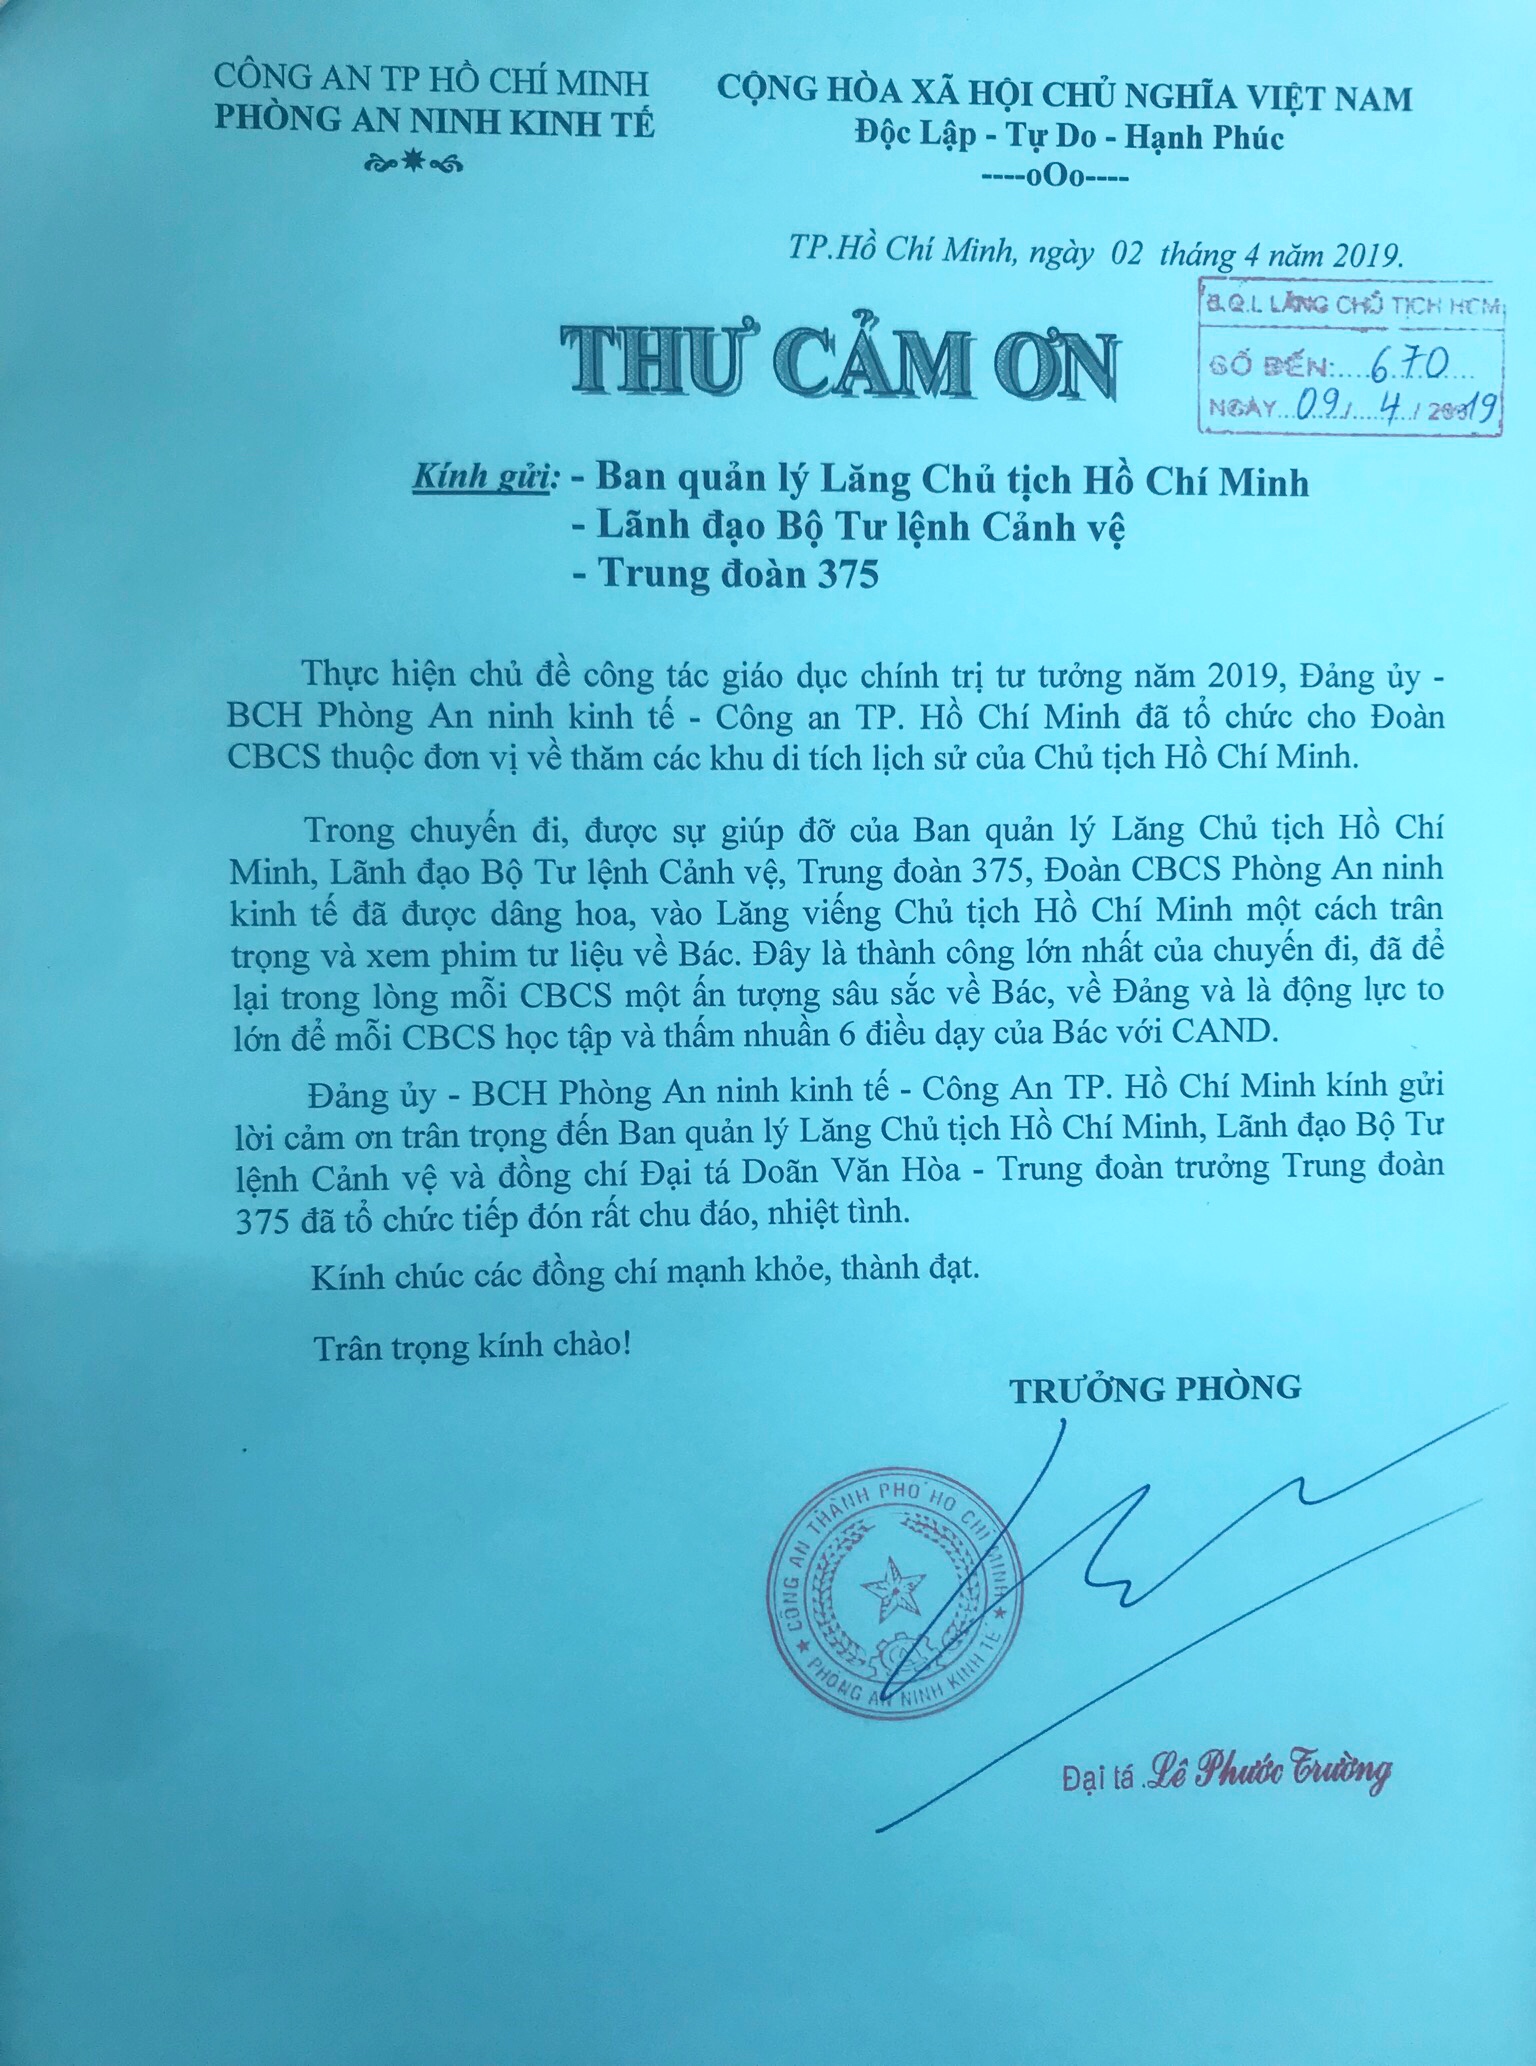 CÔNG AN TP HỒ CHÍ MINH
PHÒNG AN NINH KINH TẾ
CỘNG HÒA XÃ HỘI CHỦ NGHĨA VIỆT NAM
Độc Lập - Tự Do - Hạnh Phúc
----oOo----
TP.Hồ Chí Minh, ngày 02 tháng 4 năm 2019.
B.Q.L LĂNG CHỦ TỊCH HCM
SỐ ĐẾN:....670....
NGÀY...09../...4../ 2019
THƯ CẢM ƠN
Kính gửi: - Ban quản lý Lăng Chủ tịch Hồ Chí Minh
- Lãnh đạo Bộ Tư lệnh Cảnh vệ
- Trung đoàn 375
Thực hiện chủ đề công tác giáo dục chính trị tư tưởng năm 2019, Đảng ủy -
BCH Phòng An ninh kinh tế - Công an TP. Hồ Chí Minh đã tổ chức cho Đoàn
CBCS thuộc đơn vị về thăm các khu di tích lịch sử của Chủ tịch Hồ Chí Minh.
Trong chuyến đi, được sự giúp đỡ của Ban quản lý Lăng Chủ tịch Hồ Chí
Minh, Lãnh đạo Bộ Tư lệnh Cảnh vệ, Trung đoàn 375, Đoàn CBCS Phòng An ninh
kinh tế đã được dâng hoa, vào Lăng viếng Chủ tịch Hồ Chí Minh một cách trân
trọng và xem phim tư liệu về Bác. Đây là thành công lớn nhất của chuyến đi, đã để
lại trong lòng mỗi CBCS một ấn tượng sâu sắc về Bác, về Đảng và là động lực to
lớn để mỗi CBCS học tập và thấm nhuần 6 điều dạy của Bác với CAND.
Đảng ủy - BCH Phòng An ninh kinh tế - Công An TP. Hồ Chí Minh kính gửi
lời cảm ơn trân trọng đến Ban quản lý Lăng Chủ tịch Hồ Chí Minh, Lãnh đạo Bộ Tư
lệnh Cảnh vệ và đồng chí Đại tá Doãn Văn Hòa - Trung đoàn trưởng Trung đoàn
375 đã tổ chức tiếp đón rất chu đáo, nhiệt tình.
Kính chúc các đồng chí mạnh khỏe, thành đạt.
Trân trọng kính chào!
TRƯỞNG PHÒNG
CÔNG AN THÀNH PHỐ HỒ CHÍ MINH
★ PHÒNG AN NINH KINH TẾ ★
Đại tá Lê Phước Trường